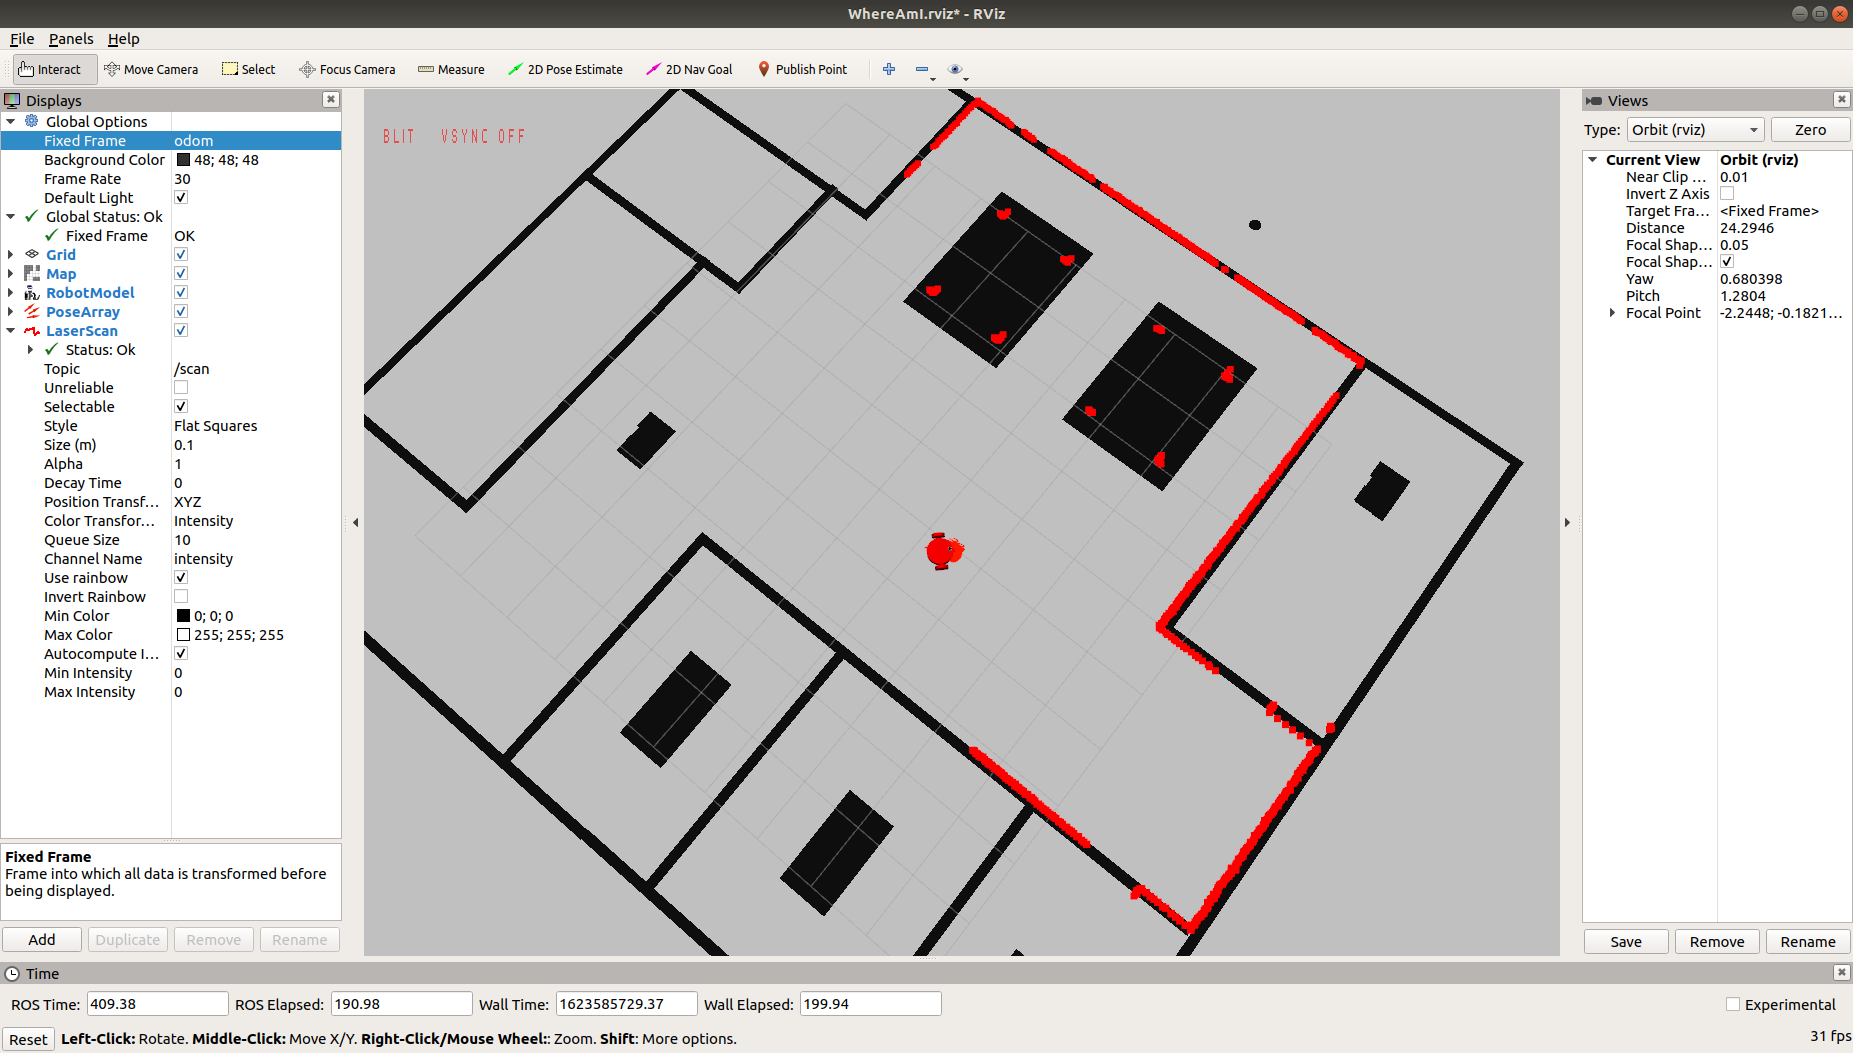 WhereAmI.rviz* - RViz
File Panels Help
Interact Move Camera Select Focus Camera Measure 2D Pose Estimate 2D Nav Goal Publish Point
Displays
Global Options
Fixed Frame odom
Background Color 48; 48; 48
Frame Rate 30
Default Light
Global Status: Ok
Fixed Frame OK
Grid
Map
RobotModel
PoseArray
LaserScan
Status: Ok
Topic /scan
Unreliable
Selectable
Style Flat Squares
Size (m) 0.1
Alpha 1
Decay Time 0
Position Transf... XYZ
Color Transfor... Intensity
Queue Size 10
Channel Name intensity
Use rainbow
Invert Rainbow
Min Color 0; 0; 0
Max Color 255; 255; 255
Autocompute I...
Min Intensity 0
Max Intensity 0
Fixed Frame
Frame into which all data is transformed before
being displayed.
Add Duplicate Remove Rename
BLIT VSYNC OFF
Views
Type: Orbit (rviz) Zero
Current View Orbit (rviz)
Near Clip ... 0.01
Invert Z Axis
Target Fra... <Fixed Frame>
Distance 24.2946
Focal Shap... 0.05
Focal Shap...
Yaw 0.680398
Pitch 1.2804
Focal Point -2.2448; -0.1821...
Save Remove Rename
Time
ROS Time: 409.38 ROS Elapsed: 190.98 Wall Time: 1623585729.37 Wall Elapsed: 199.94 Experimental
Reset Left-Click: Rotate. Middle-Click: Move X/Y. Right-Click/Mouse Wheel:: Zoom. Shift: More options. 31 fps